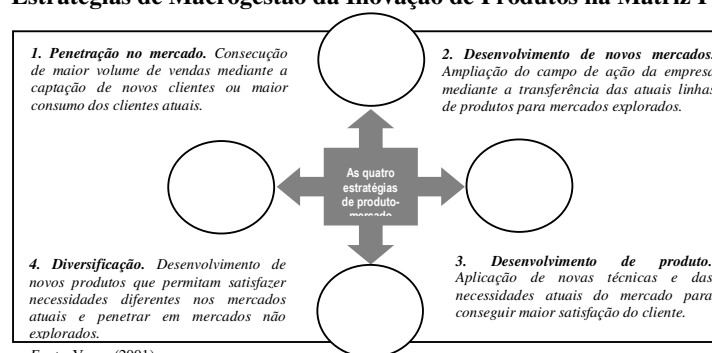 Estratégias de Macrogestão da Inovação de Produtos na Matriz P
1. Penetração no mercado. Consecução
de maior volume de vendas mediante a
captação de novos clientes ou maior
consumo dos clientes atuais.
2. Desenvolvimento de novos mercados.
Ampliação do campo de ação da empresa
mediante a transferência das atuais linhas
de produtos para mercados explorados.
As quatro
estratégias
de produto-
mercado
4. Diversificação. Desenvolvimento de
novos produtos que permitam satisfazer
necessidades diferentes nos mercados
atuais e penetrar em mercados não
explorados.
3. Desenvolvimento de produto.
Aplicação de novas técnicas e das
necessidades atuais do mercado para
conseguir maior satisfação do cliente.
(2001)